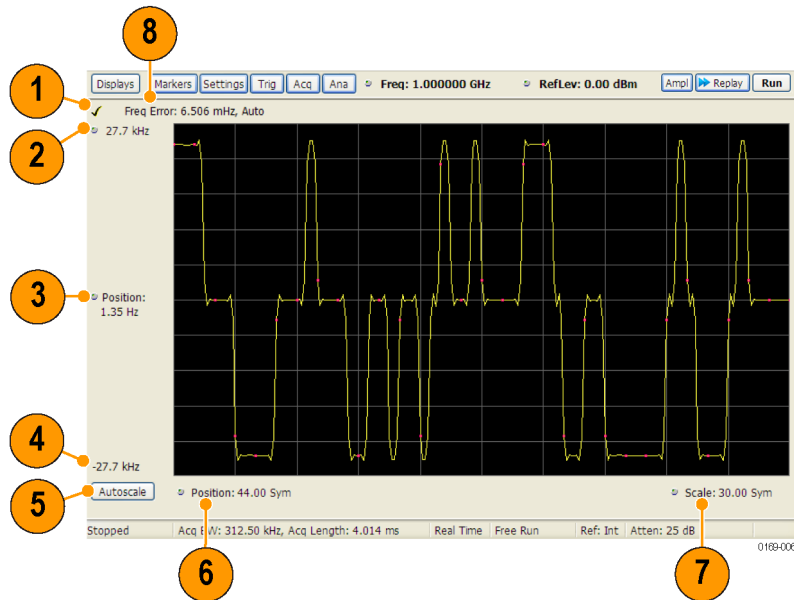 8
Displays Markers Settings Trig Acq Ana Freq: 1.000000 GHz RefLev: 0.00 dBm Ampl Replay Run
1
Freq Error: 6.506 mHz, Auto
2
27.7 kHz
3
Position:
1.35 Hz
4
-27.7 kHz
5
Autoscale Position: 44.00 Sym Scale: 30.00 Sym
Stopped Acq BW: 312.50 kHz, Acq Length: 4.014 ms Real Time Free Run Ref: Int Atten: 25 dB
0169-006
6
7